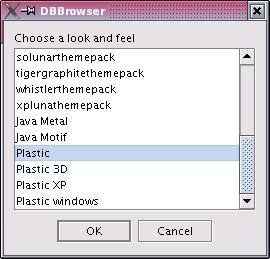 DBBrowser
Choose a look and feel
solunarthemepack
tigergraphitethemepack
whistlerthemepack
xplunathemepack
Java Metal
Java Motif
Plastic
Plastic 3D
Plastic XP
Plastic windows
OK Cancel